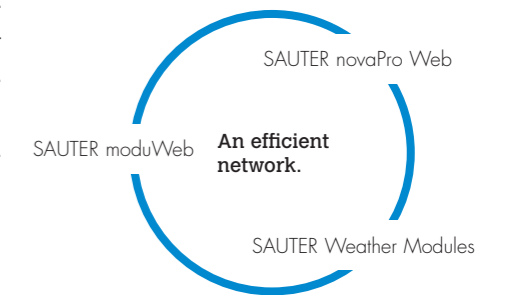 SAUTER novaPro Web
SAUTER moduWeb
An efficient
network.
SAUTER Weather Modules